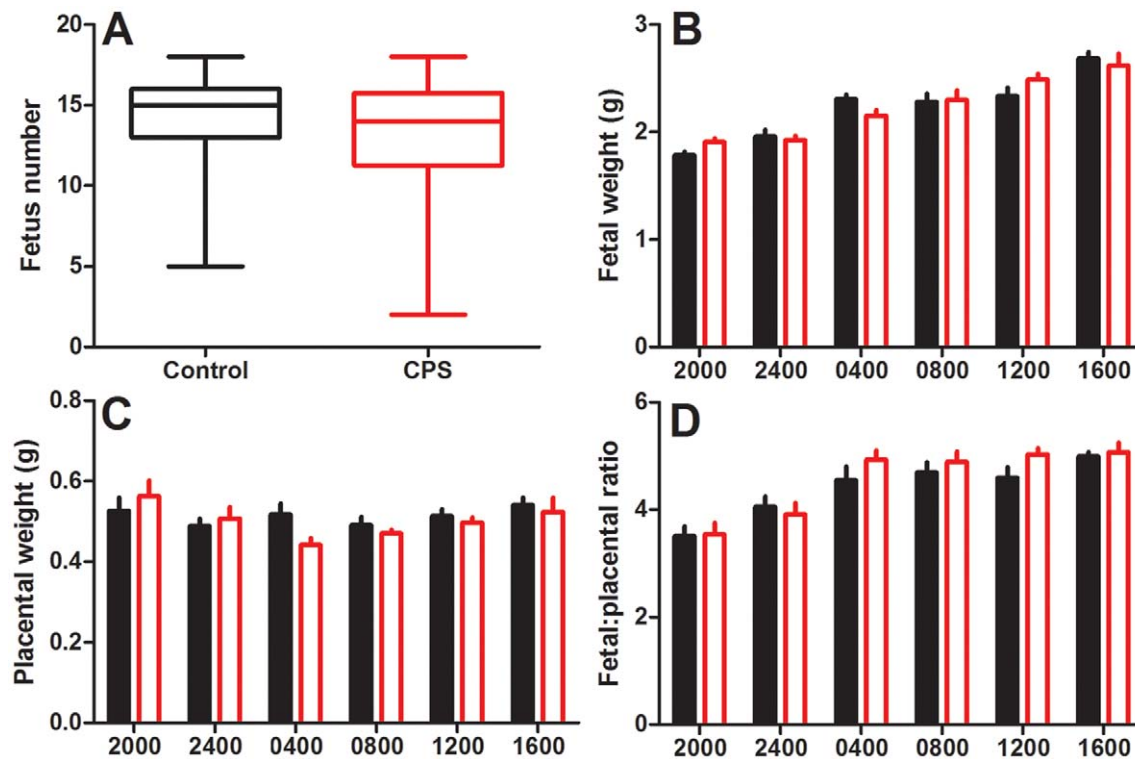 A
Fetus number
20
15
10
5
0
Control CPS
B
Fetal weight (g)
3
2
1
0
2000 2400 0400 0800 1200 1600
C
Placental weight (g)
0.8
0.6
0.4
0.2
0.0
2000 2400 0400 0800 1200 1600
D
Fetal:placental ratio
6
4
2
0
2000 2400 0400 0800 1200 1600